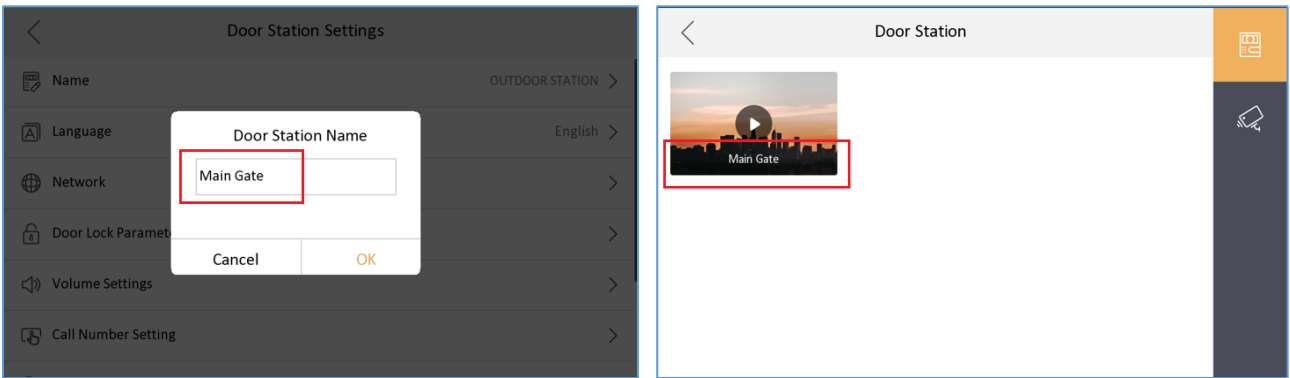 Door Station Settings
Name
OUTDOOR STATION
Language
English
Network
Door Lock Paramet
Volume Settings
Call Number Setting
Door Station Name
Main Gate
Cancel
OK
Door Station
Main Gate